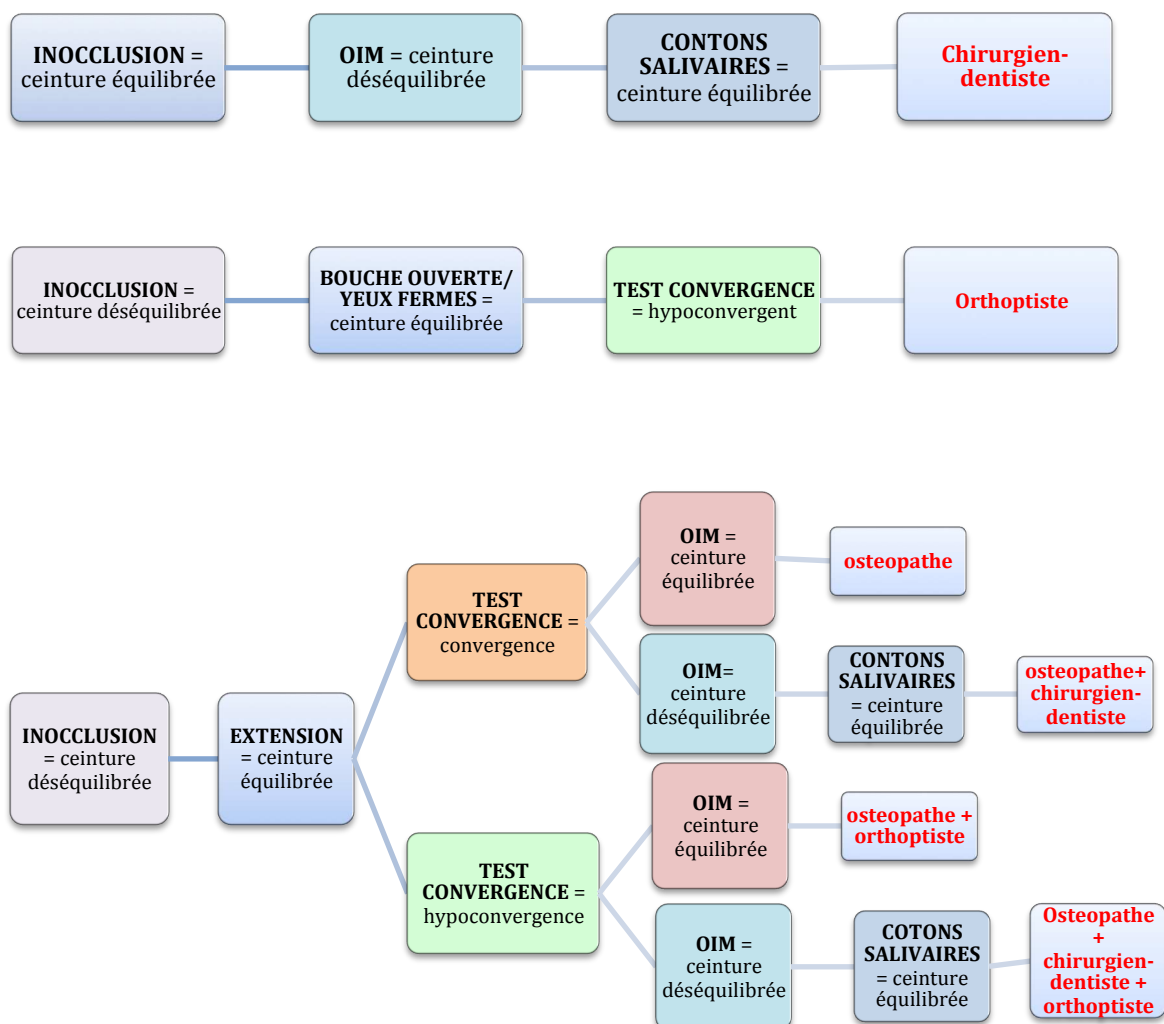 INOCCLUSION =
ceinture équilibrée
OIM = ceinture
déséquilibrée
CONTONS
SALIVAIRES =
ceinture équilibrée
Chirurgien-
dentiste
INOCCLUSION =
ceinture déséquilibrée
BOUCHE OUVERTE/
YEUX FERMES =
ceinture équilibrée
TEST CONVERGENCE
= hypoconvergent
Orthoptiste
INOCCLUSION
= ceinture
déséquilibrée
EXTENSION
= ceinture
équilibrée
TEST
CONVERGENCE =
convergence
OIM =
ceinture
équilibrée
osteopathe
OIM=
ceinture
déséquilibrée
CONTONS
SALIVAIRES
= ceinture
équilibrée
osteopathe+
chirurgien-
dentiste
TEST
CONVERGENCE =
hypoconvergence
OIM =
ceinture
équilibrée
osteopathe +
orthoptiste
OIM =
ceinture
déséquilibrée
COTONS
SALIVAIRES
= ceinture
équilibrée
Osteopathe
+
chirurgien-
dentiste +
orthoptiste